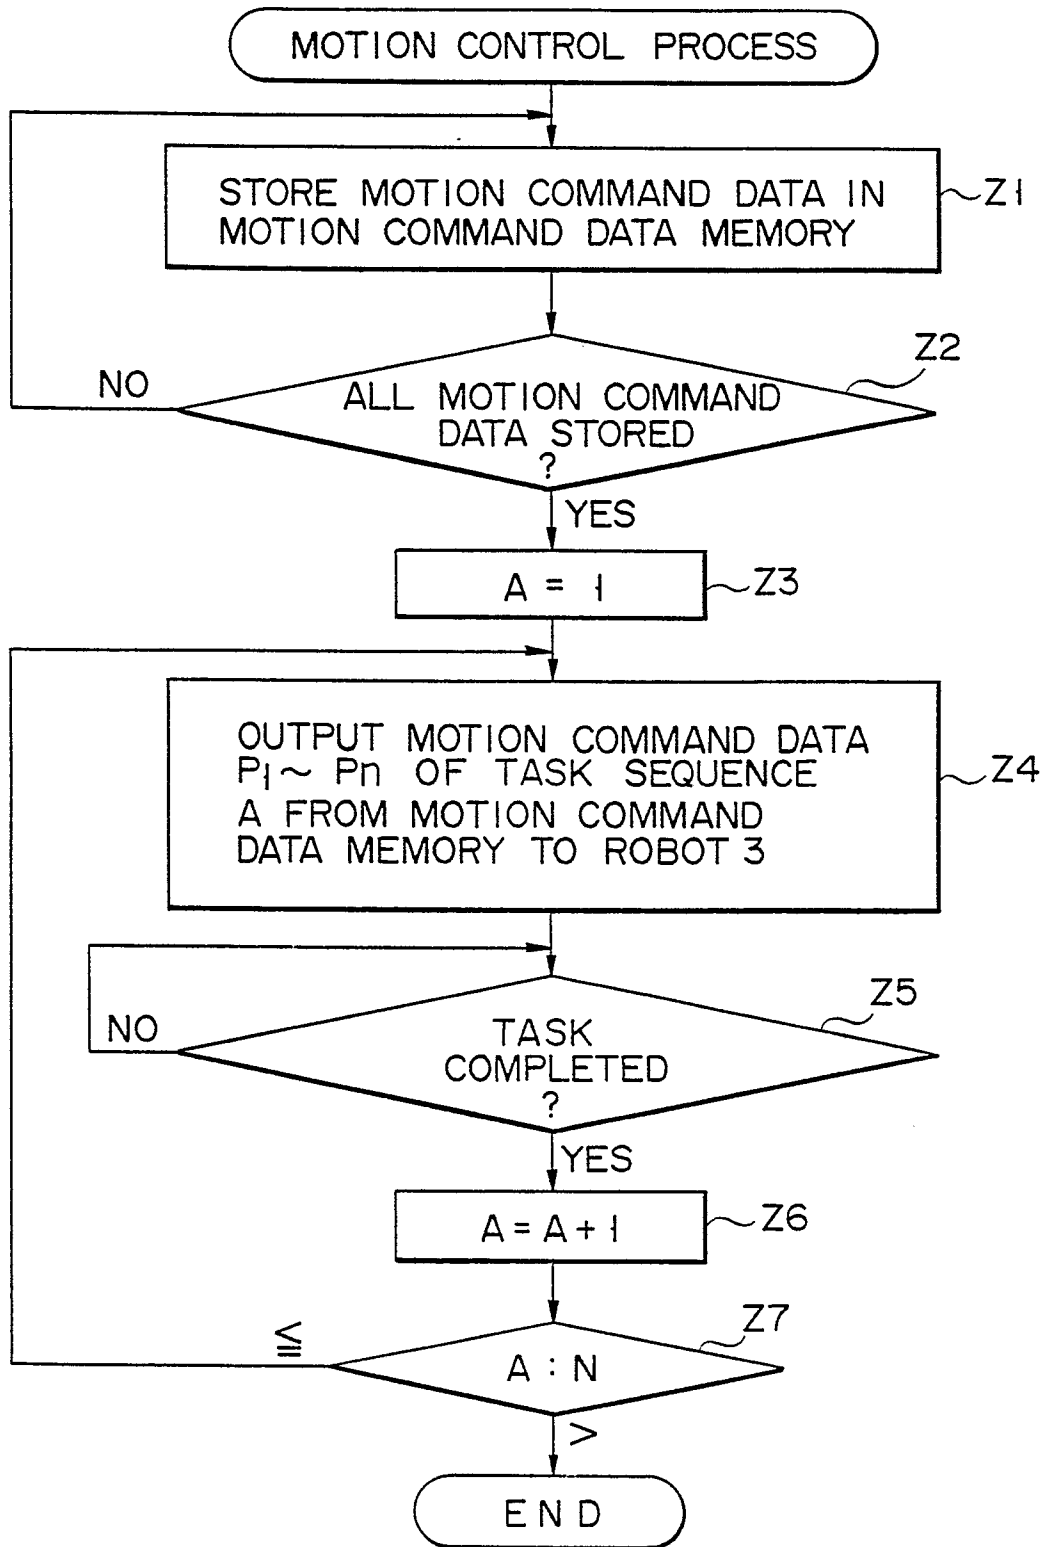 MOTION CONTROL PROCESS
STORE MOTION COMMAND DATA IN
MOTION COMMAND DATA MEMORY
Z1
Z2
NO
ALL MOTION COMMAND
DATA STORED
?
YES
A = 1
Z3
OUTPUT MOTION COMMAND DATA
P1~ Pn OF TASK SEQUENCE
A FROM MOTION COMMAND
DATA MEMORY TO ROBOT 3
Z4
Z5
NO
TASK
COMPLETED
?
YES
A = A + 1
Z6
Z7
≦
A : N
>
END